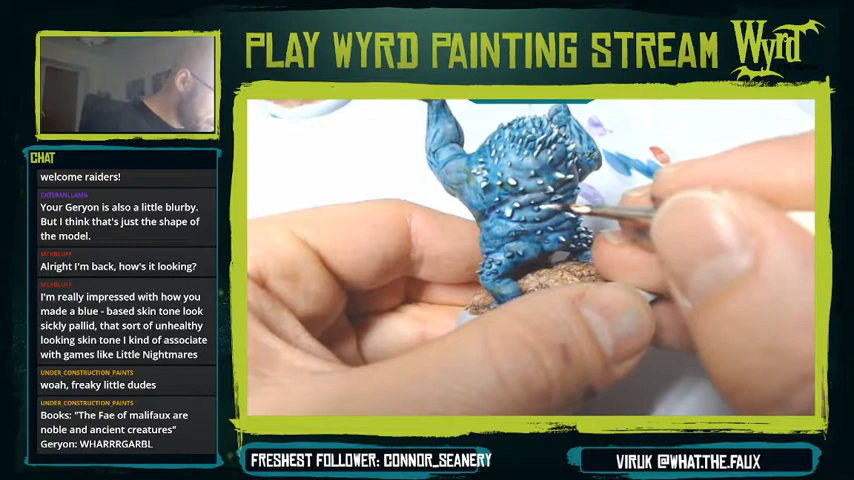 PLAY WYRD PAINTING STREAM
Wyrd
CHAT
welcome raiders!
CATERANLLAMA
Your Geryon is also a little blurby.
But I think that's just the shape of
the model.
Alright I'm back, how's it looking?
I'm really impressed with how you
made a blue - based skin tone look
sickly pallid, that sort of unhealthy
looking skin tone I kind of associate
with games like Little Nightmares
UNDER_CONSTRUCTION_PAINTS
woah, freaky little dudes
UNDER_CONSTRUCTION_PAINTS
Books: "The Fae of malifaux are
noble and ancient creatures"
Geryon: WHARRRGARBL
FRESHEST FOLLOWER: CONNOR_SEANERY
VIRUK @WHAT.THE.FAUX